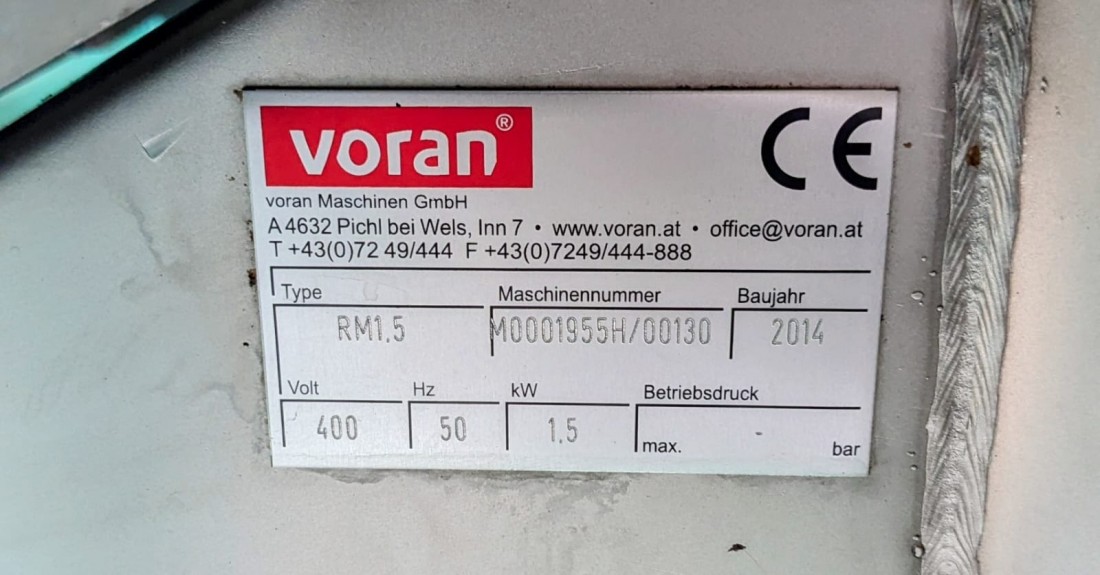 voran®
CE
voran Maschinen GmbH
A 4632 Pichl bei Wels, Inn 7 • www.voran.at • office@voran.at
T +43(0)72 49/444 F +43(0)7249/444-888
Type Maschinennummer Baujahr
RM1.5 M0001955H/00130 2014
Volt Hz kW Betriebsdruck
400 50 1.5 max. - bar